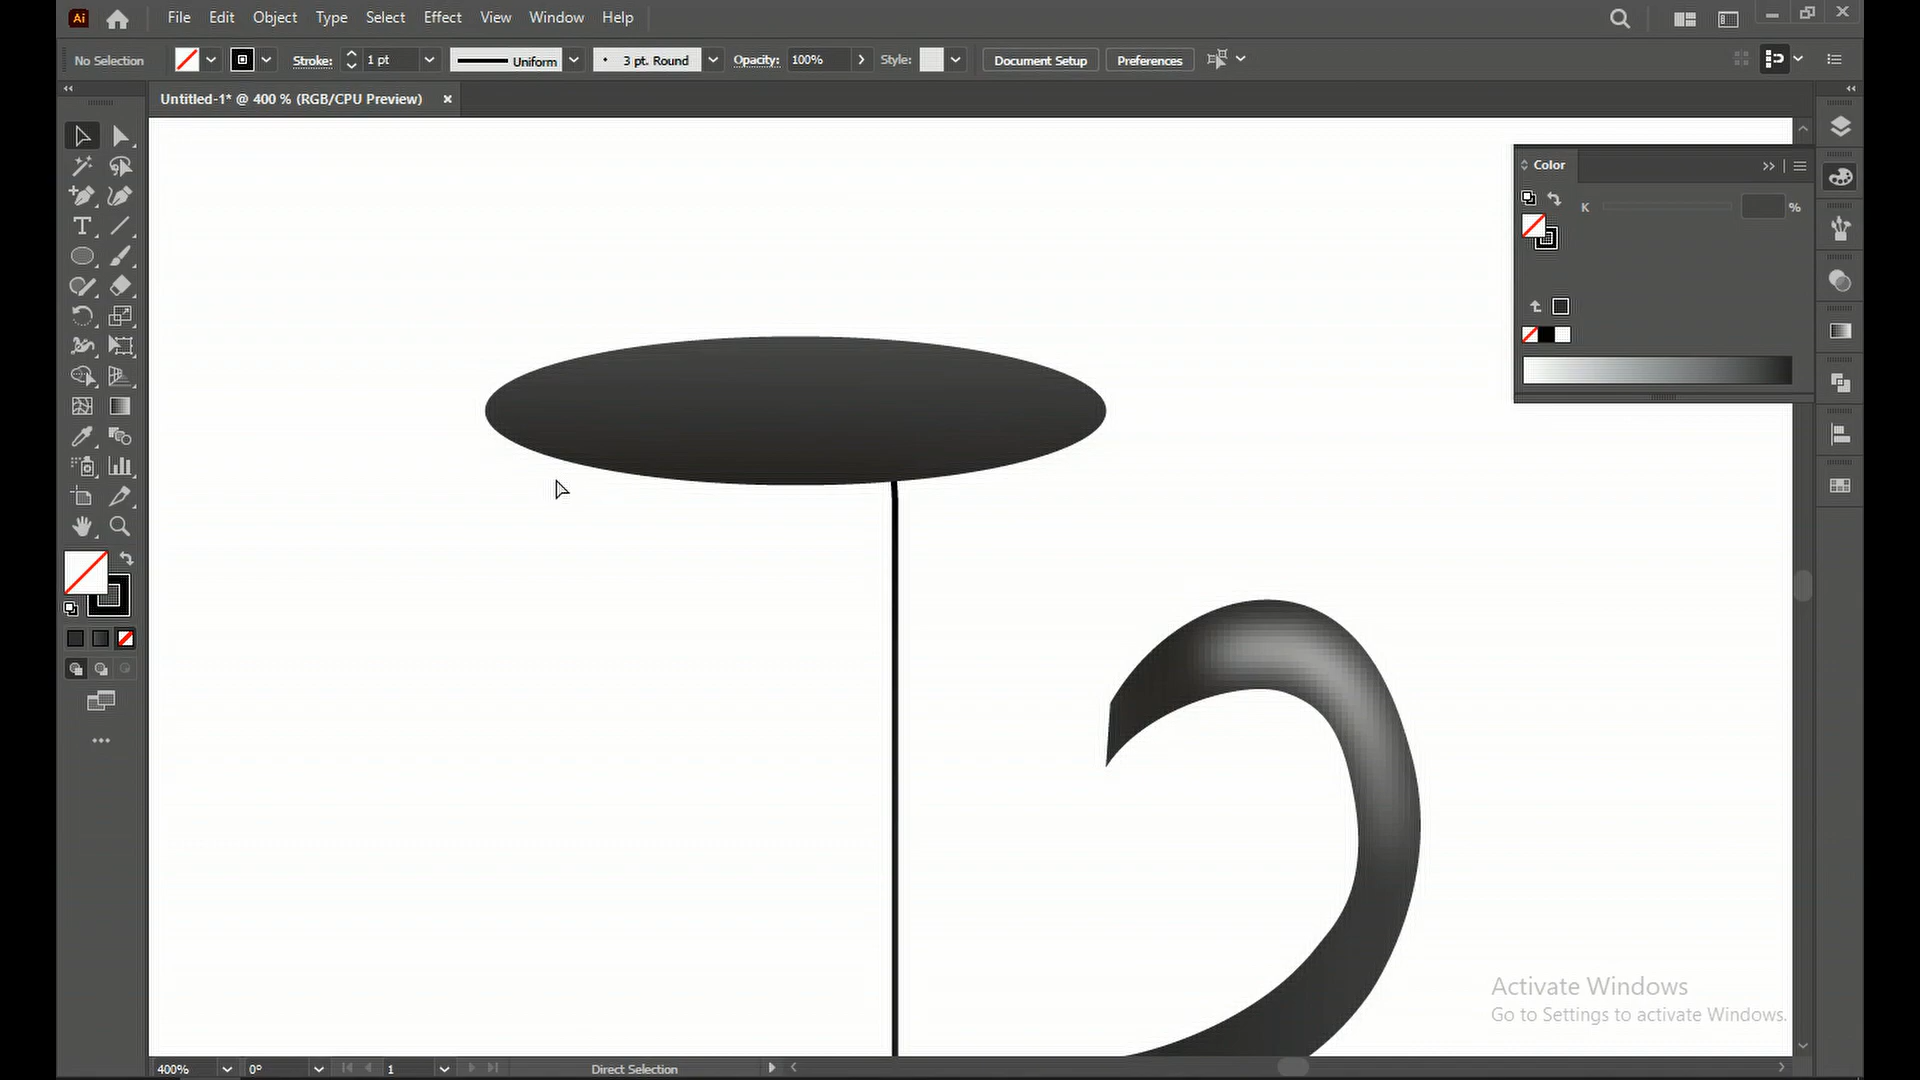 Ai File Edit Object Type Select Effect View Window Help
No Selection Stroke: 1 pt Uniform 3 pt. Round Opacity: 100% Style: Document Setup Preferences
Untitled-1* @ 400 % (RGB/CPU Preview)
Color
K %
Activate Windows
Go to Settings to activate Windows.
400% 0° 1 Direct Selection